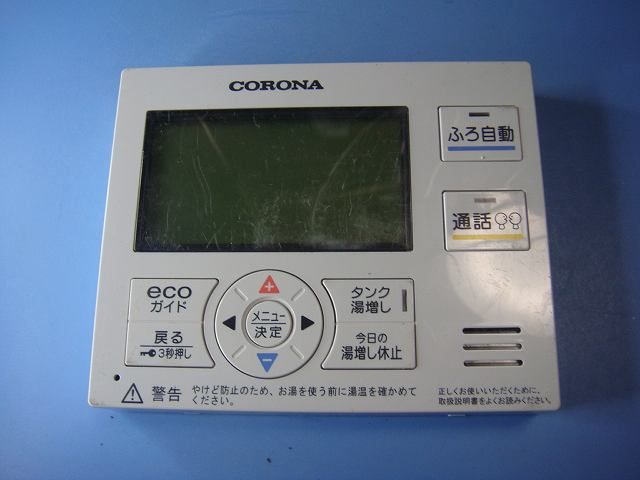 CORONA
ふろ自動
通話
eco
ガイド
戻る
3秒押し
+
メニュー
決定
−
タンク
湯増し
今日の
湯増し休止
警告
やけど防止のため、お湯を使う前に湯温を確かめて
ください。
正しくお使いいただくために、
取扱説明書をよくお読みください。